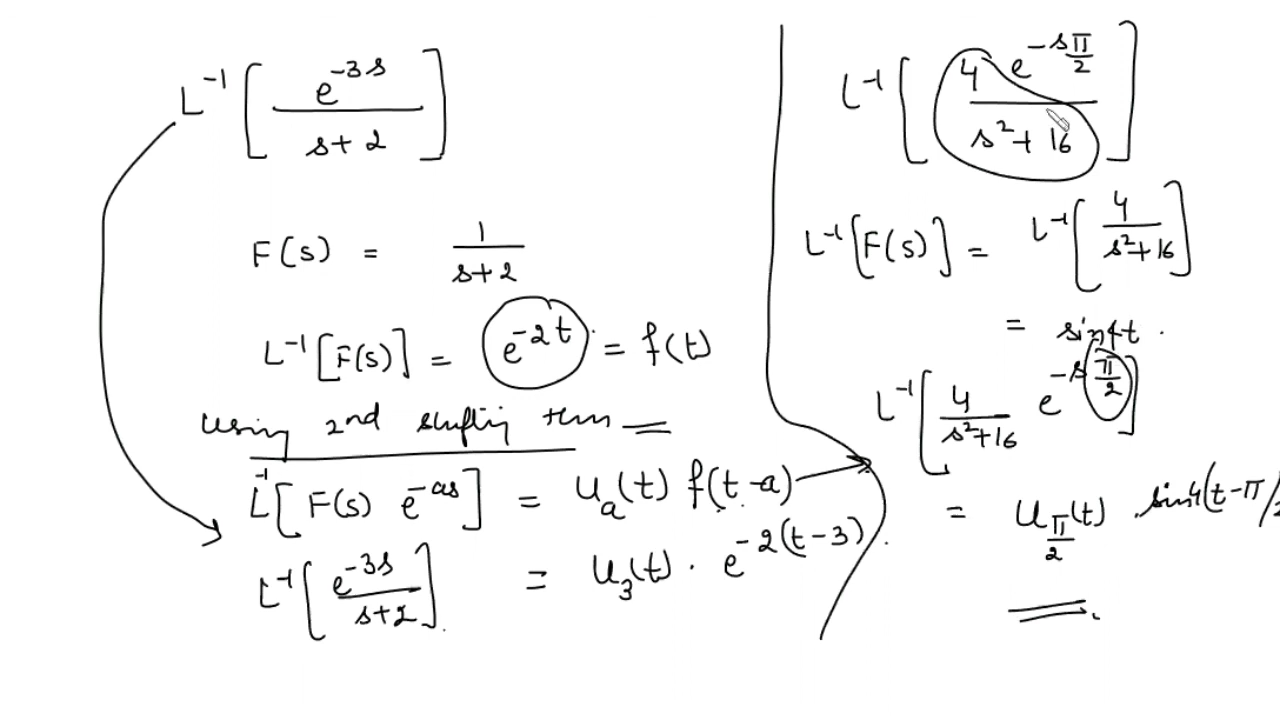 L⁻¹ [ e^(-3s) / (s+2) ]
F(s) = 1 / (s+2)
L⁻¹[F(s)] = e^(-2t) = f(t)
using 2nd shifting thm
L⁻¹[ F(s) e^(-as) ] = u_a(t) f(t-a)
L⁻¹[ e^(-3s) / (s+2) ] = u_3(t) · e^(-2(t-3))
L⁻¹ [ 4 e^(-sπ/2) / (s²+16) ]
L⁻¹[F(s)] = L⁻¹[ 4 / (s²+16) ]
= sin4t .
L⁻¹[ 4 / (s²+16) e^(-sπ/2) ]
= u_(π/2)(t) . sin4(t-π/2